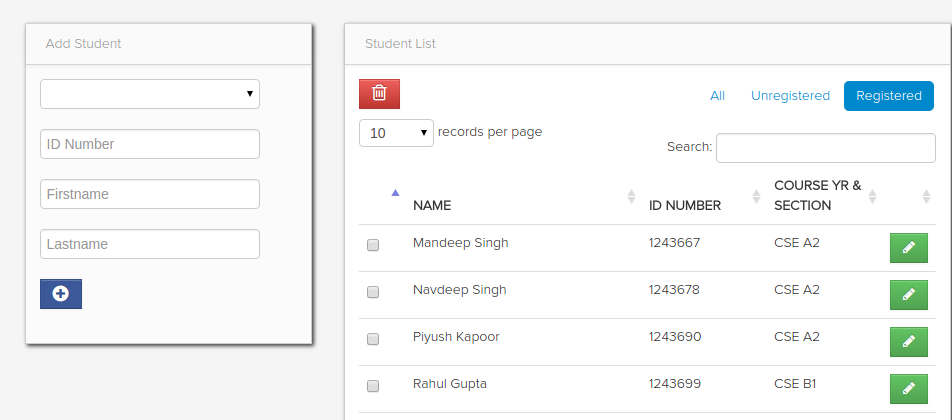 Add Student
ID Number
Firstname
Lastname
Student List
All Unregistered Registered
10 records per page
Search:
NAME ID NUMBER COURSE YR & SECTION
Mandeep Singh 1243667 CSE A2
Navdeep Singh 1243678 CSE A2
Piyush Kapoor 1243690 CSE A2
Rahul Gupta 1243699 CSE B1